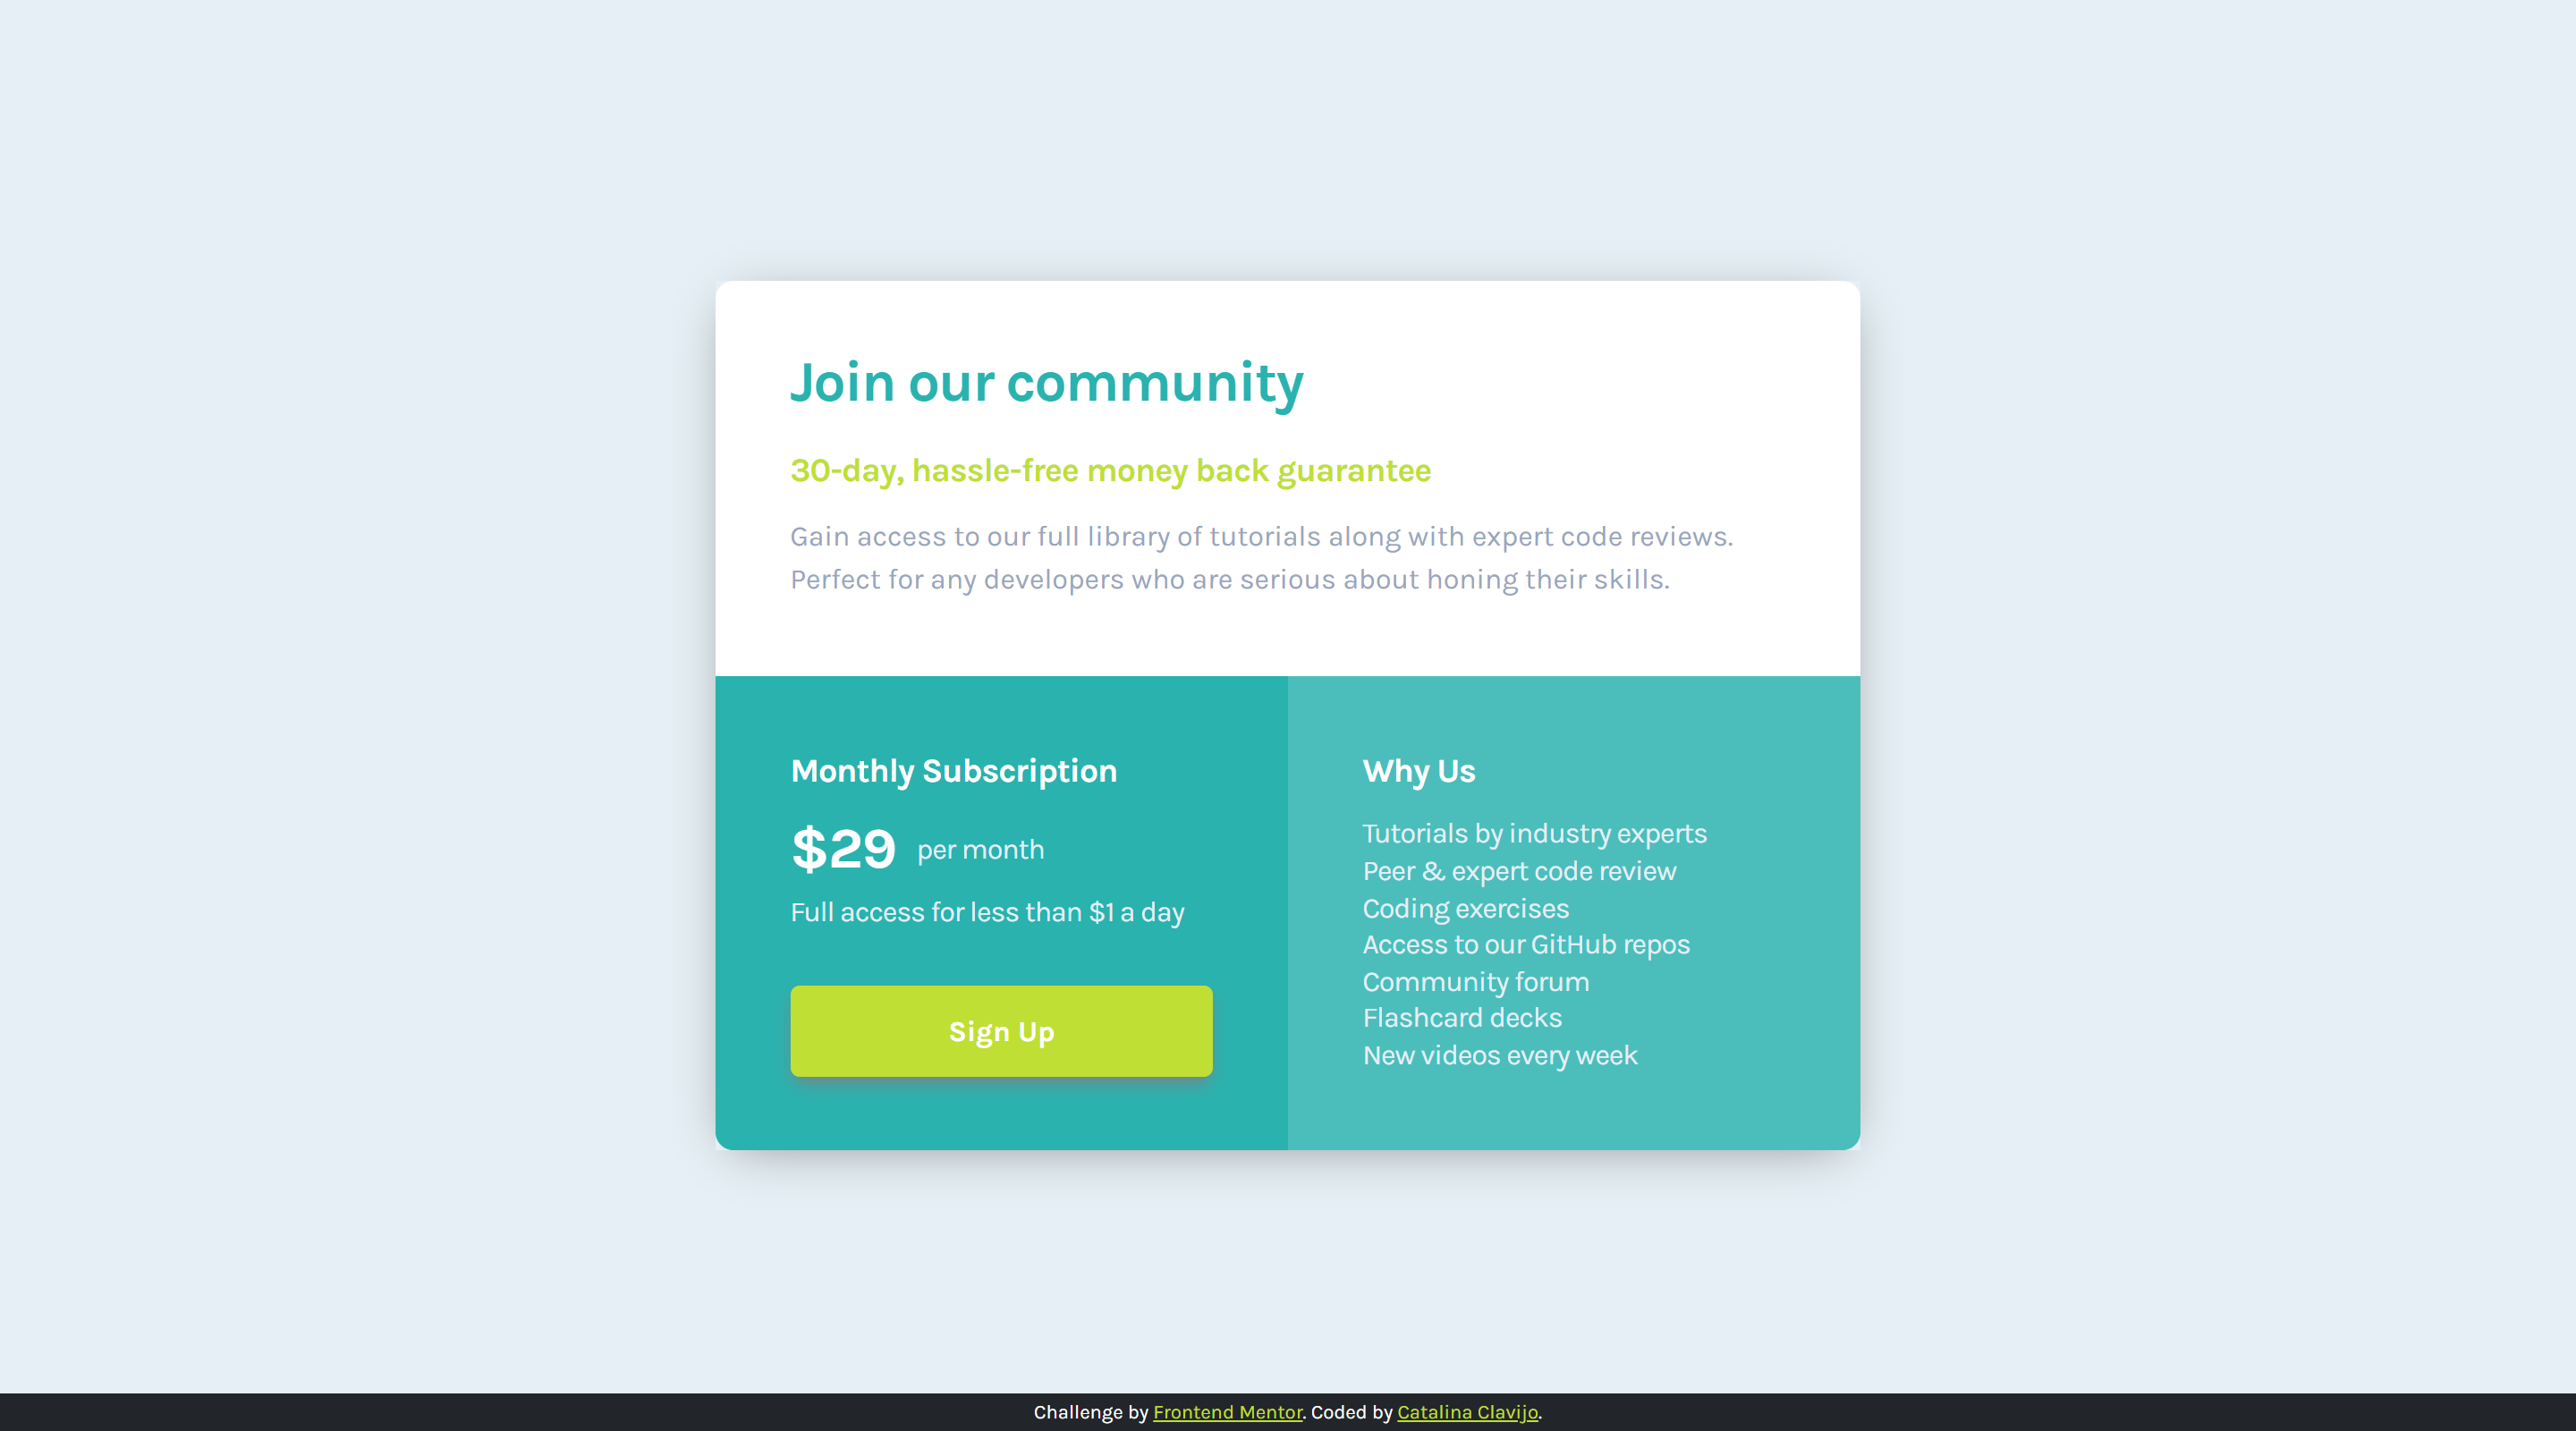 Join our community
30-day, hassle-free money back guarantee
Gain access to our full library of tutorials along with expert code reviews.
Perfect for any developers who are serious about honing their skills.
Monthly Subscription
$29 per month
Full access for less than $1 a day
Sign Up
Why Us
Tutorials by industry experts
Peer & expert code review
Coding exercises
Access to our GitHub repos
Community forum
Flashcard decks
New videos every week
Challenge by Frontend Mentor. Coded by Catalina Clavijo.